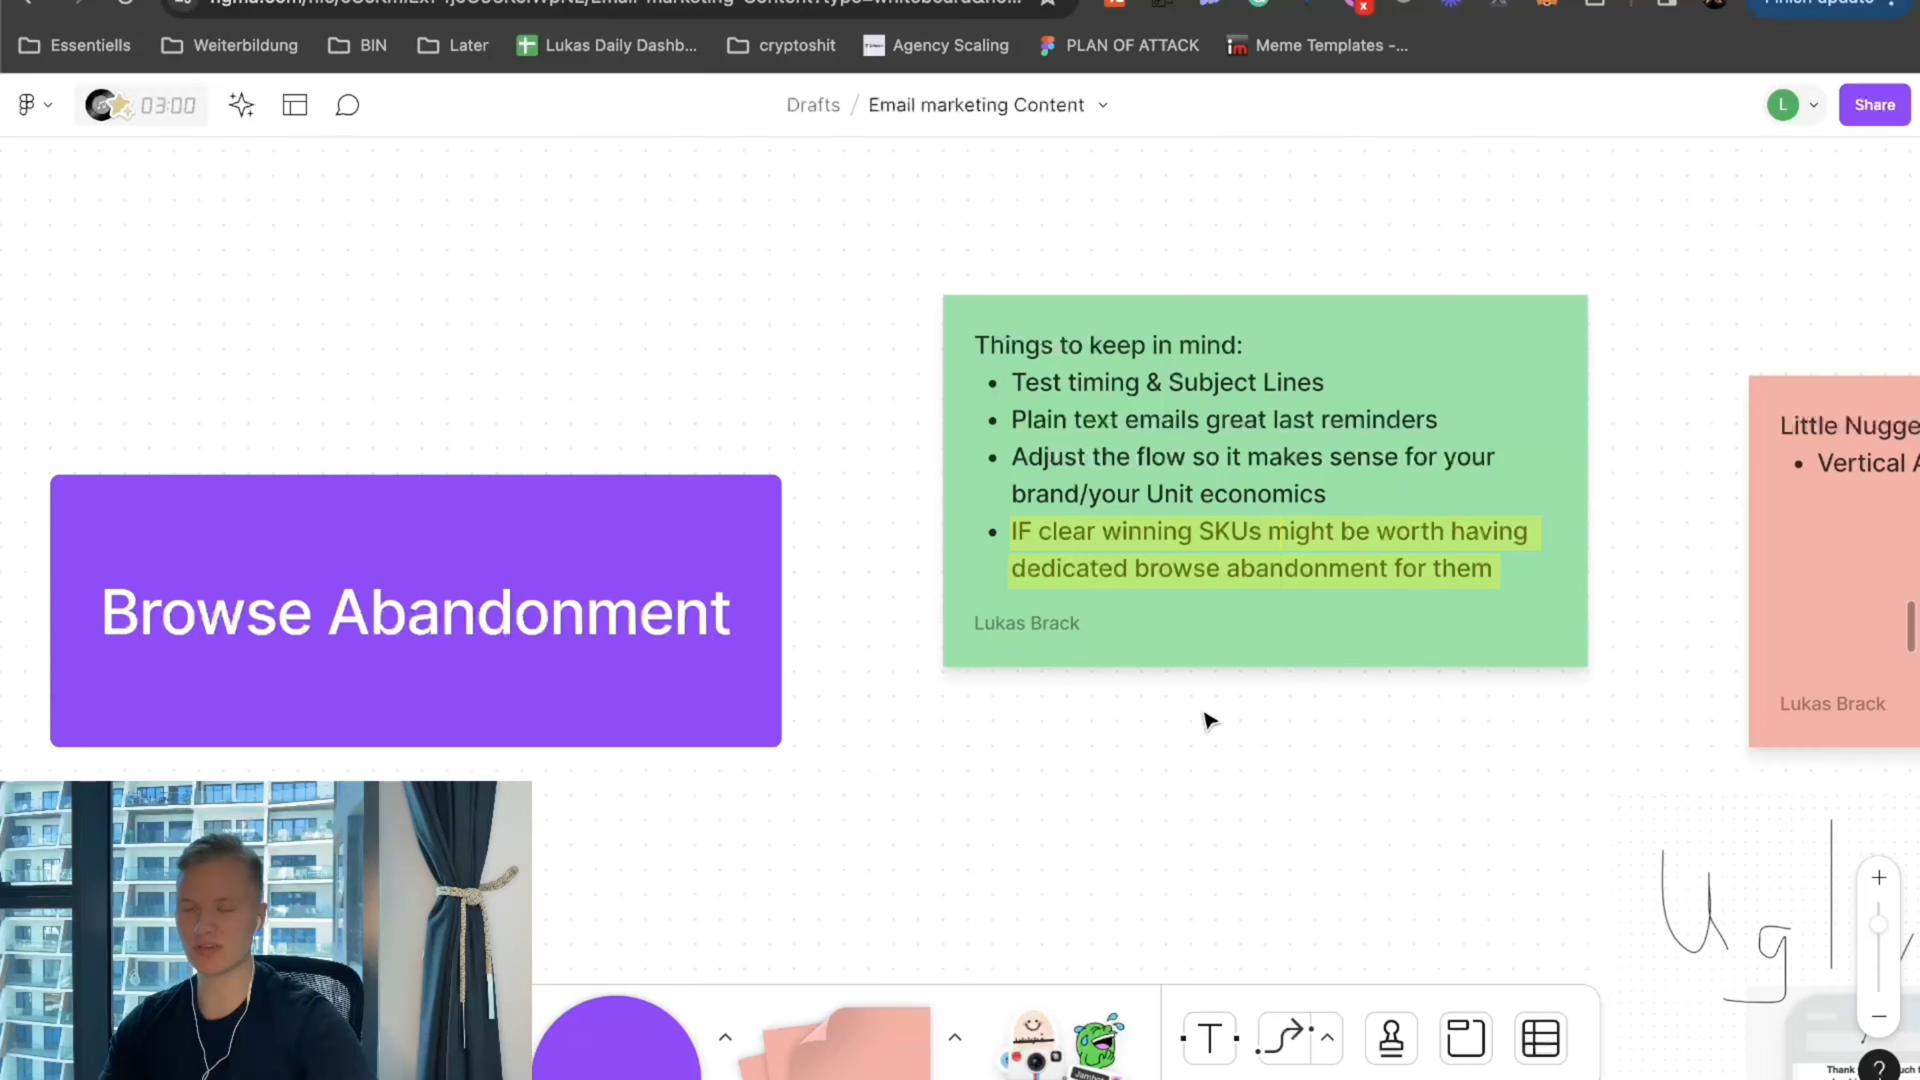 Essentiells
Weiterbildung
BIN
Later
Lukas Daily Dashb...
cryptoshit
Agency Scaling
PLAN OF ATTACK
Meme Templates -...
03:00
Drafts / Email marketing Content
L
Share
Things to keep in mind:
• Test timing & Subject Lines
• Plain text emails great last reminders
• Adjust the flow so it makes sense for your
brand/your Unit economics
• IF clear winning SKUs might be worth having
dedicated browse abandonment for them
Lukas Brack
Browse Abandonment
Little Nugge
• Vertical A
Lukas Brack
Ugly
T
+
−
?
Thank